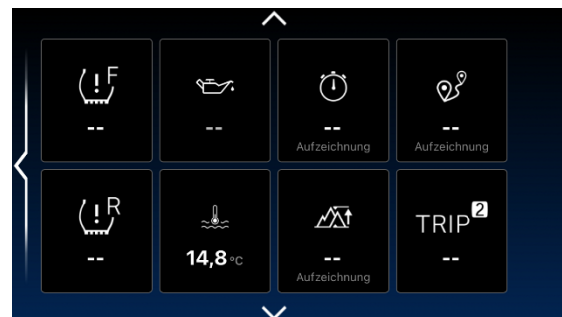 F
--
--
--
Aufzeichnung
--
Aufzeichnung
R
--
14,8 °C
--
Aufzeichnung
TRIP 2
--